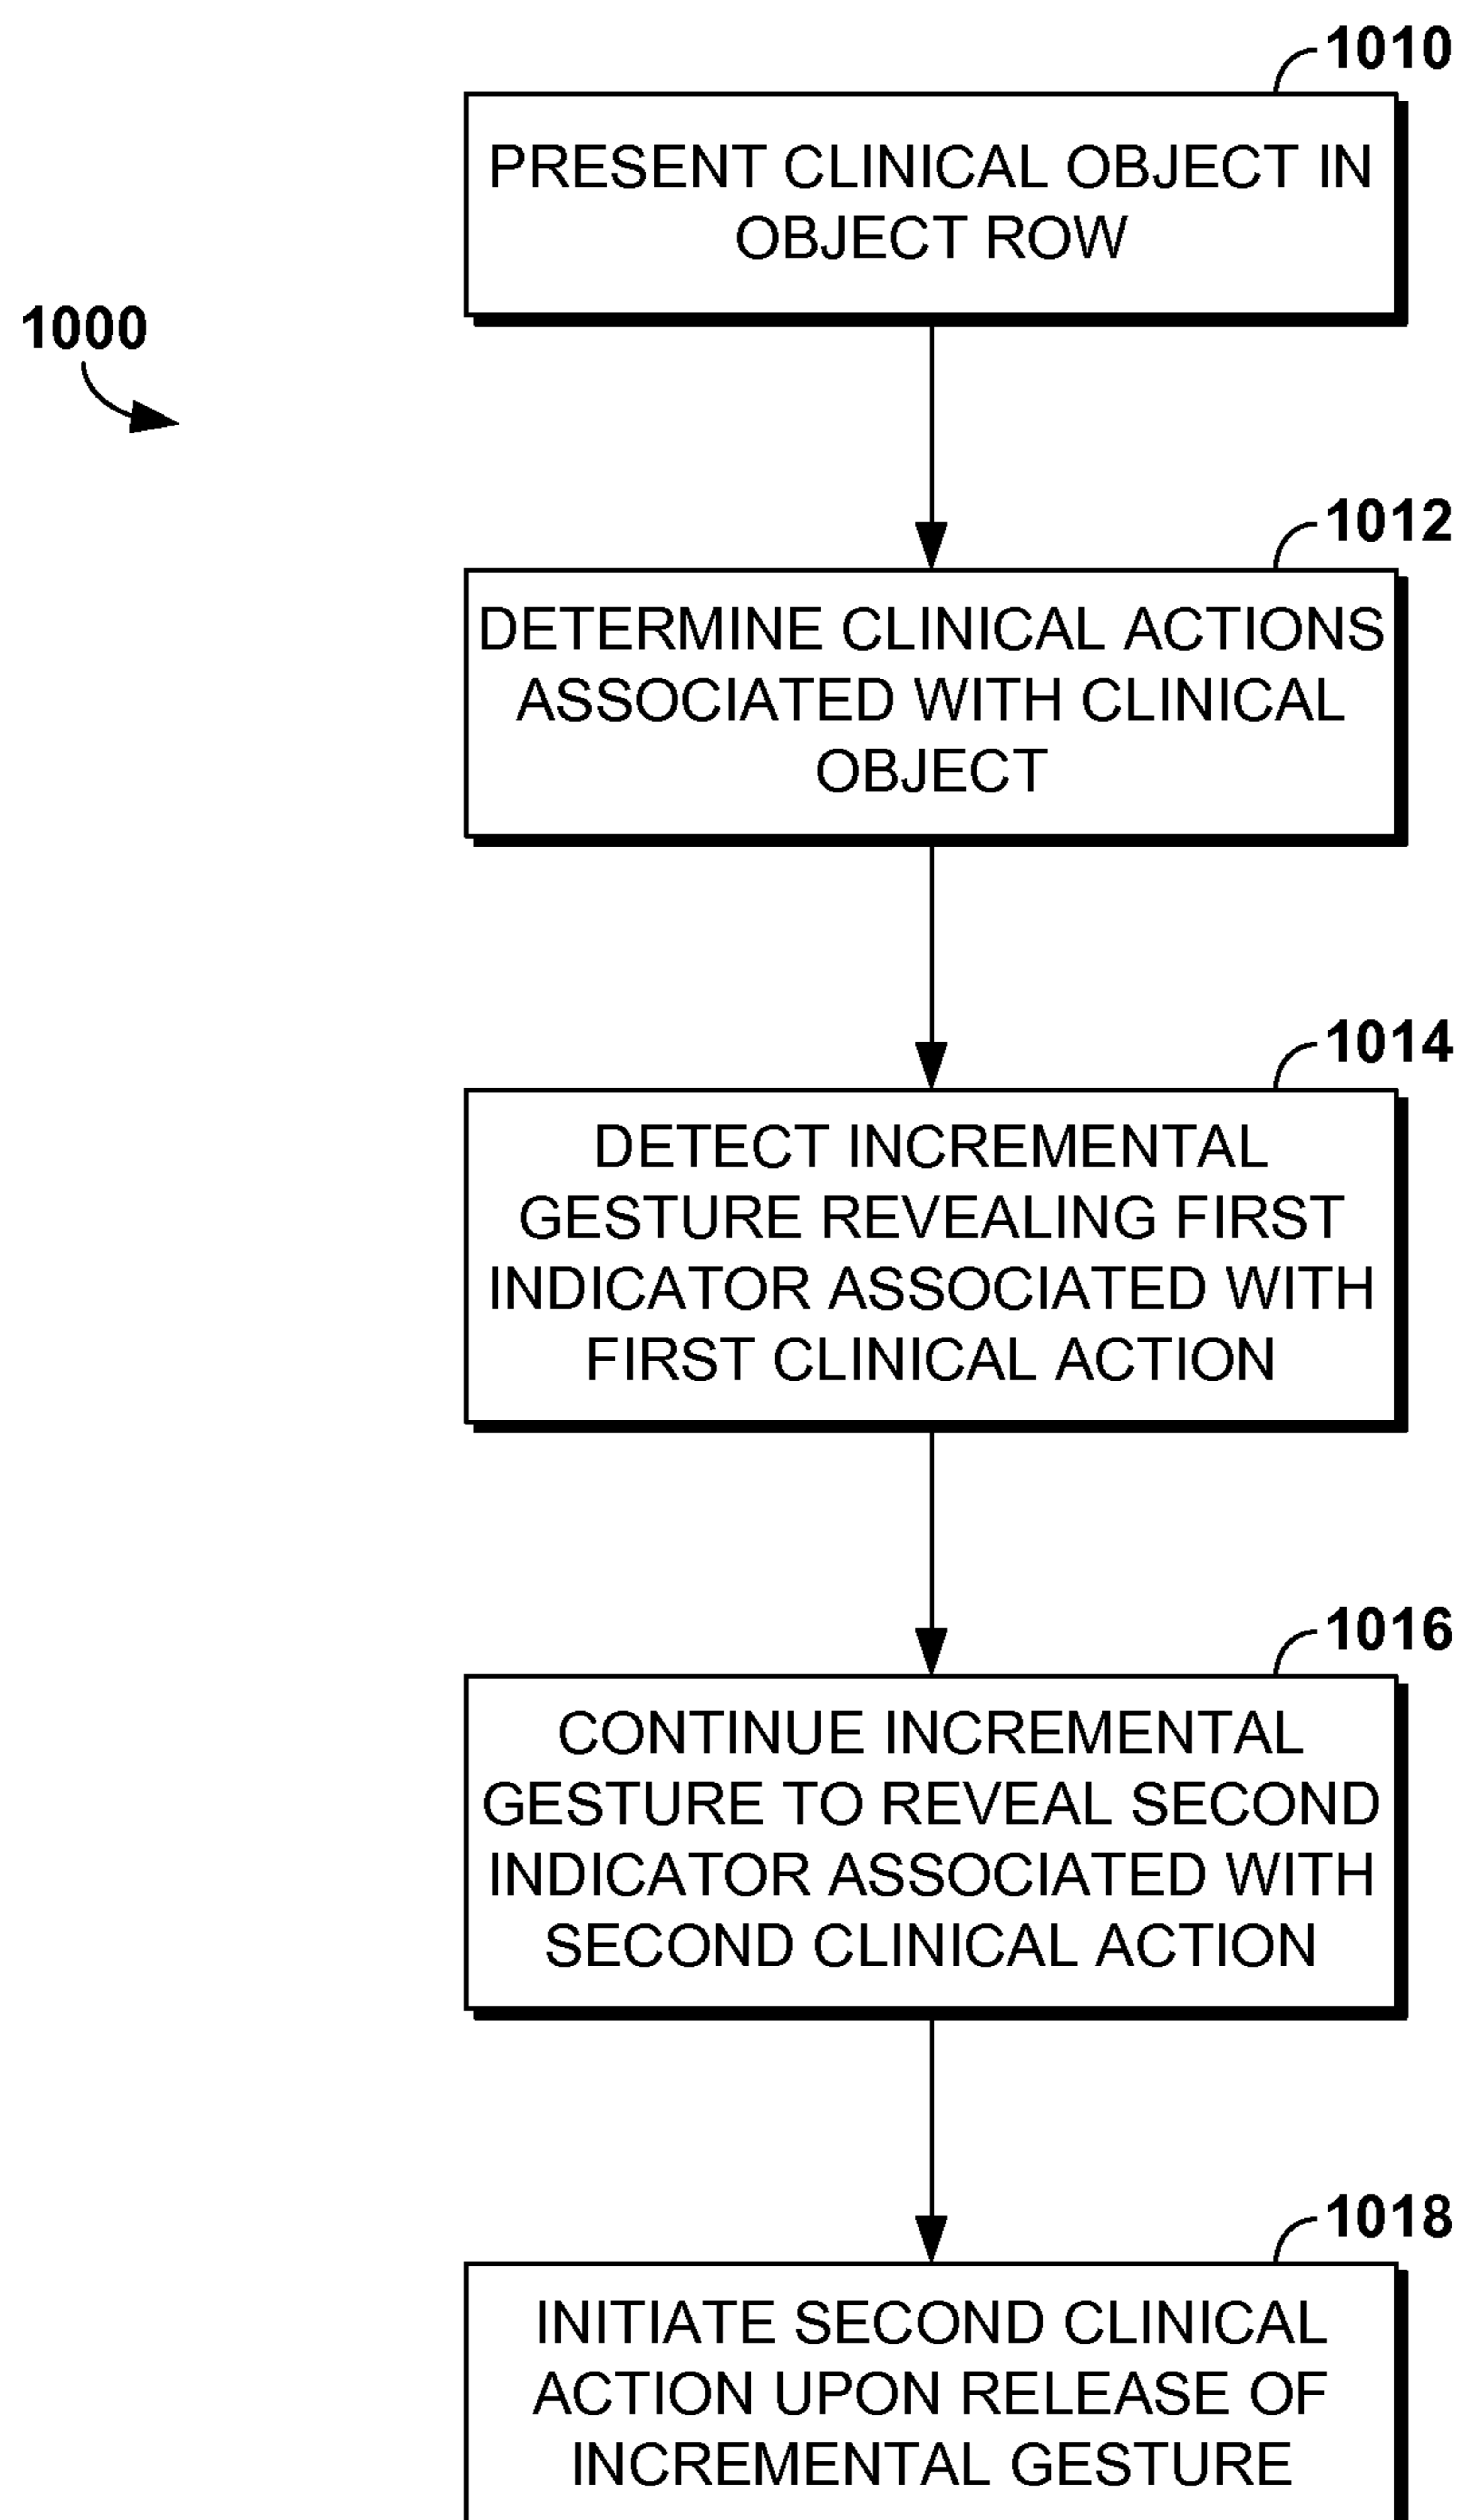 1010
PRESENT CLINICAL OBJECT IN
OBJECT ROW
1000
1012
DETERMINE CLINICAL ACTIONS
ASSOCIATED WITH CLINICAL
OBJECT
1014
DETECT INCREMENTAL
GESTURE REVEALING FIRST
INDICATOR ASSOCIATED WITH
FIRST CLINICAL ACTION
1016
CONTINUE INCREMENTAL
GESTURE TO REVEAL SECOND
INDICATOR ASSOCIATED WITH
SECOND CLINICAL ACTION
1018
INITIATE SECOND CLINICAL
ACTION UPON RELEASE OF
INCREMENTAL GESTURE